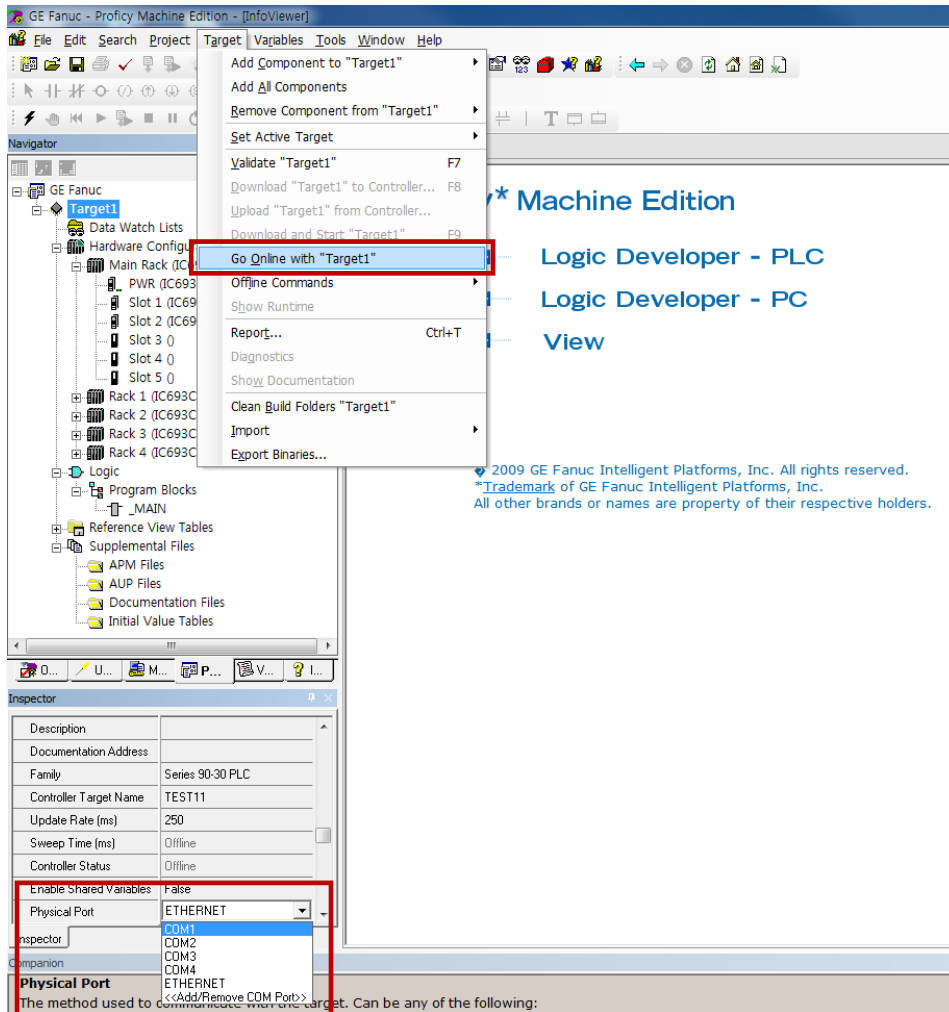 GE Fanuc - Proficy Machine Edition - [InfoViewer]
File Edit Search Project Target Variables Tools Window Help
Add Component to "Target1"
Add All Components
Remove Component from "Target1"
Set Active Target
Validate "Target1" F7
Download "Target1" to Controller... F8
Upload "Target1" from Controller...
Download and Start "Target1" F9
Go Online with "Target1"
Offline Commands
Show Runtime
Report... Ctrl+T
Diagnostics
Show Documentation
Clean Build Folders "Target1"
Import
Export Binaries...
Navigator
GE Fanuc
Target1
Data Watch Lists
Hardware Configu
Main Rack (IC6
PWR (IC693
Slot 1 (IC69
Slot 2 (IC69
Slot 3 ()
Slot 4 ()
Slot 5 ()
Rack 1 (IC693C
Rack 2 (IC693C
Rack 3 (IC693C
Rack 4 (IC693C
Logic
Program Blocks
_MAIN
Reference View Tables
Supplemental Files
APM Files
AUP Files
Documentation Files
Initial Value Tables
O... U... M... P... V... I...
y* Machine Edition
Logic Developer - PLC
Logic Developer - PC
View
2009 GE Fanuc Intelligent Platforms, Inc. All rights reserved.
*Trademark of GE Fanuc Intelligent Platforms, Inc.
All other brands or names are property of their respective holders.
Inspector
Description
Documentation Address
Family Series 90-30 PLC
Controller Target Name TEST11
Update Rate (ms) 250
Sweep Time (ms) Offline
Controller Status Offline
Enable Shared Variables False
Physical Port ETHERNET
COM1
COM2
COM3
COM4
ETHERNET
<<Add/Remove COM Port>>
Inspector
Companion
Physical Port
The method used to communicate with the target. Can be any of the following: